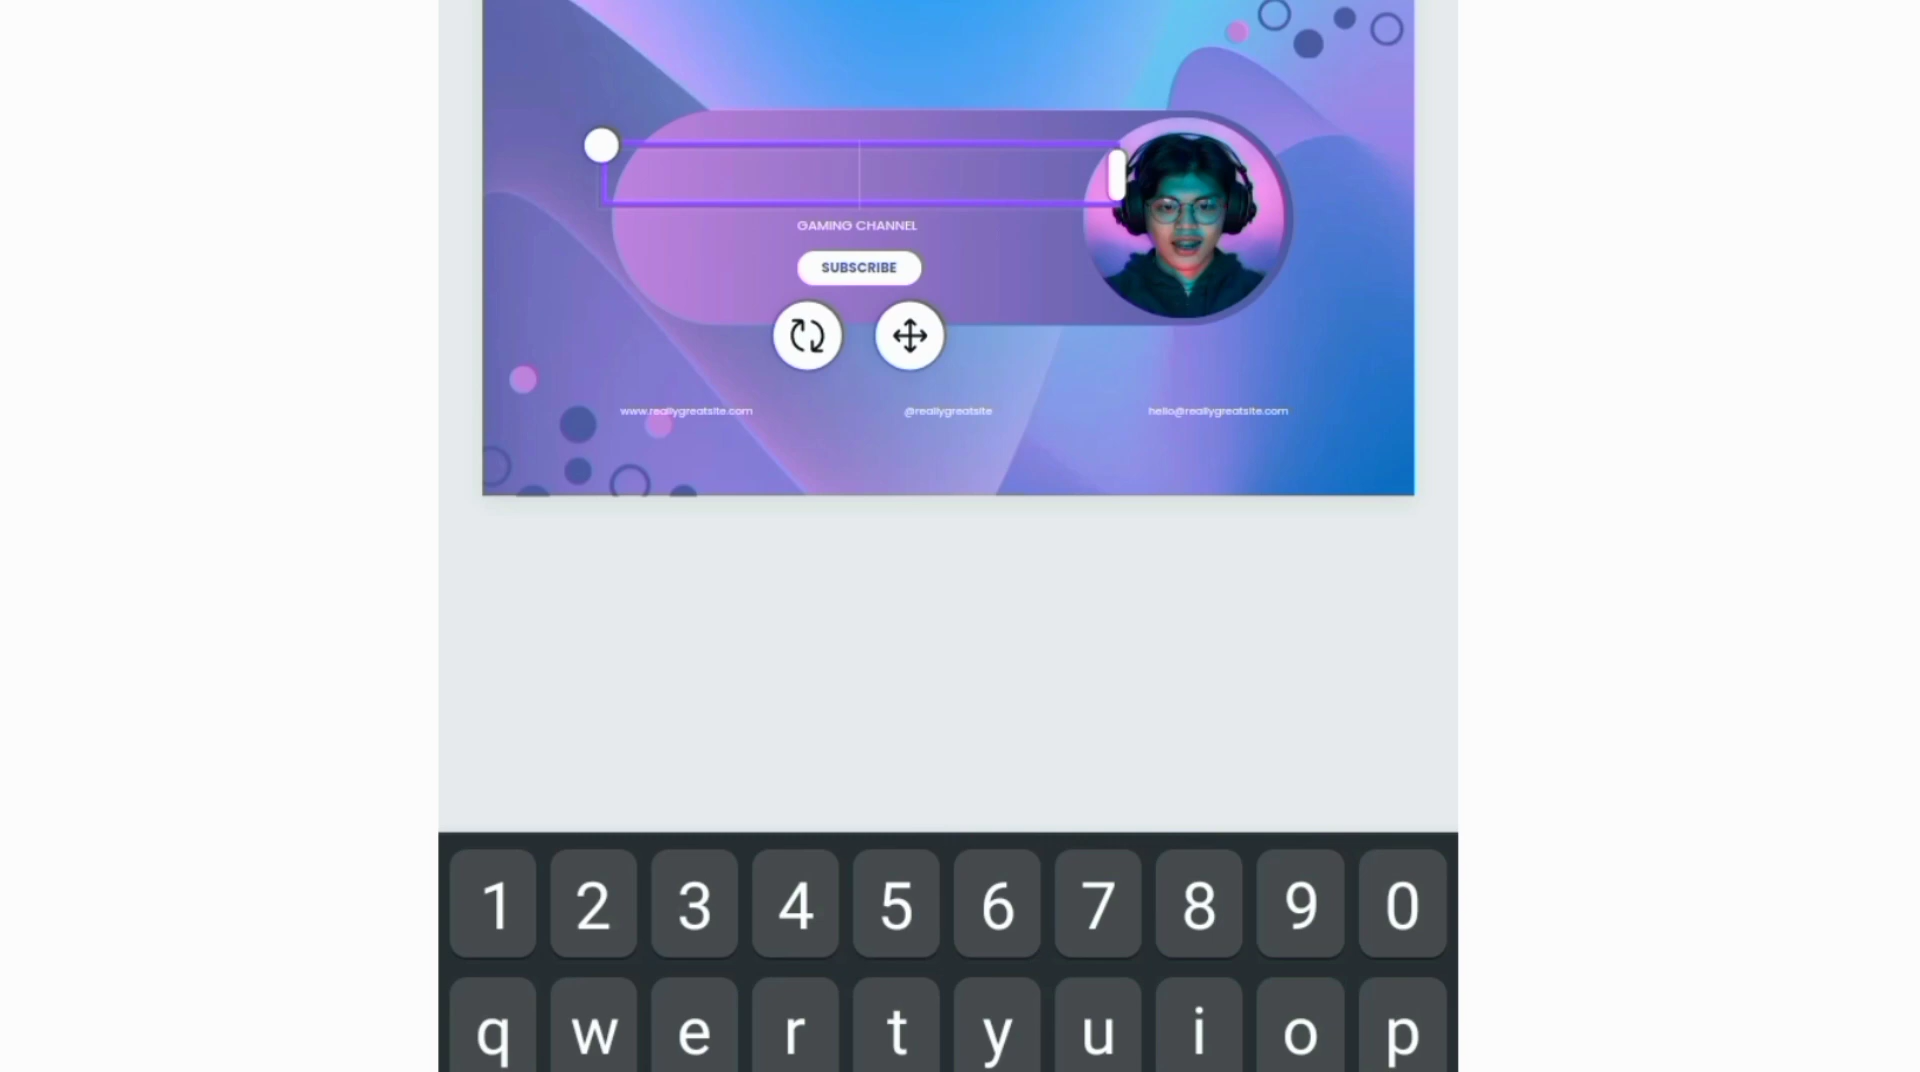 GAMING CHANNEL
SUBSCRIBE
www.reallygreatsite.com @reallygreatsite hello@reallygreatsite.com
1 2 3 4 5 6 7 8 9 0
q w e r t y u i o p